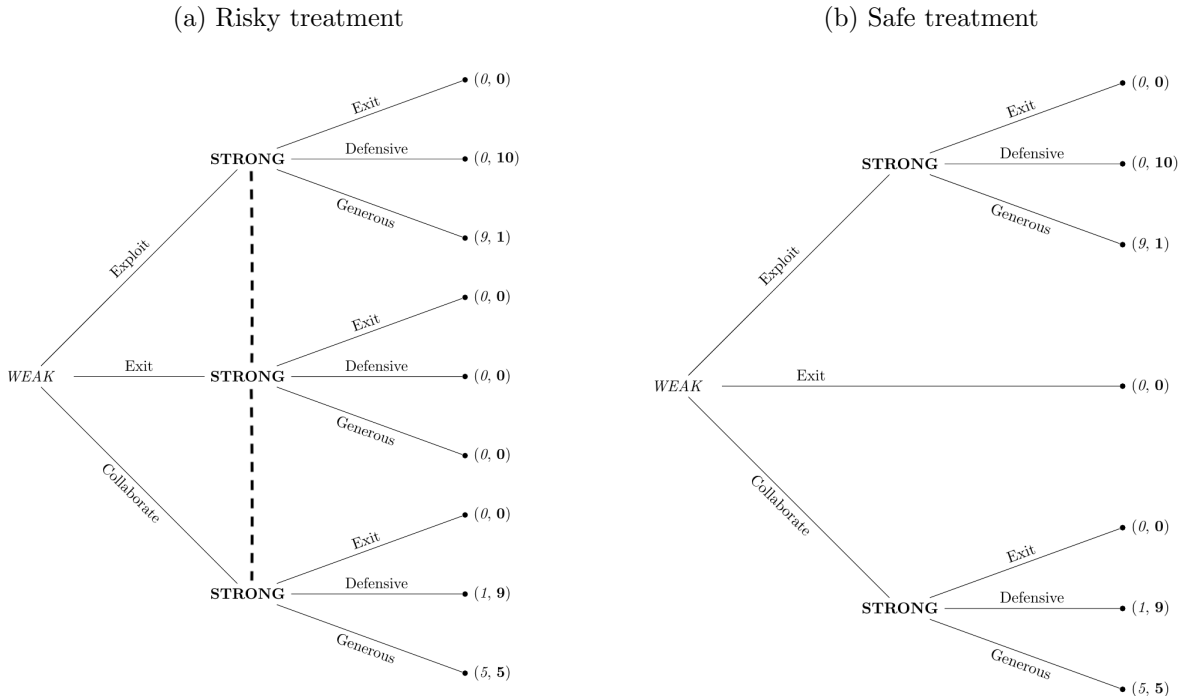 (a) Risky treatment
Exit
(0, 0)
STRONG
Defensive
(0, 10)
Generous
(9, 1)
Exploit
Exit
(0, 0)
WEAK
Exit
STRONG
Defensive
(0, 0)
Generous
(0, 0)
Collaborate
Exit
(0, 0)
STRONG
Defensive
(1, 9)
Generous
(5, 5)
(b) Safe treatment
Exit
(0, 0)
STRONG
Defensive
(0, 10)
Generous
(9, 1)
Exploit
WEAK
Exit
(0, 0)
Collaborate
Exit
(0, 0)
STRONG
Defensive
(1, 9)
Generous
(5, 5)